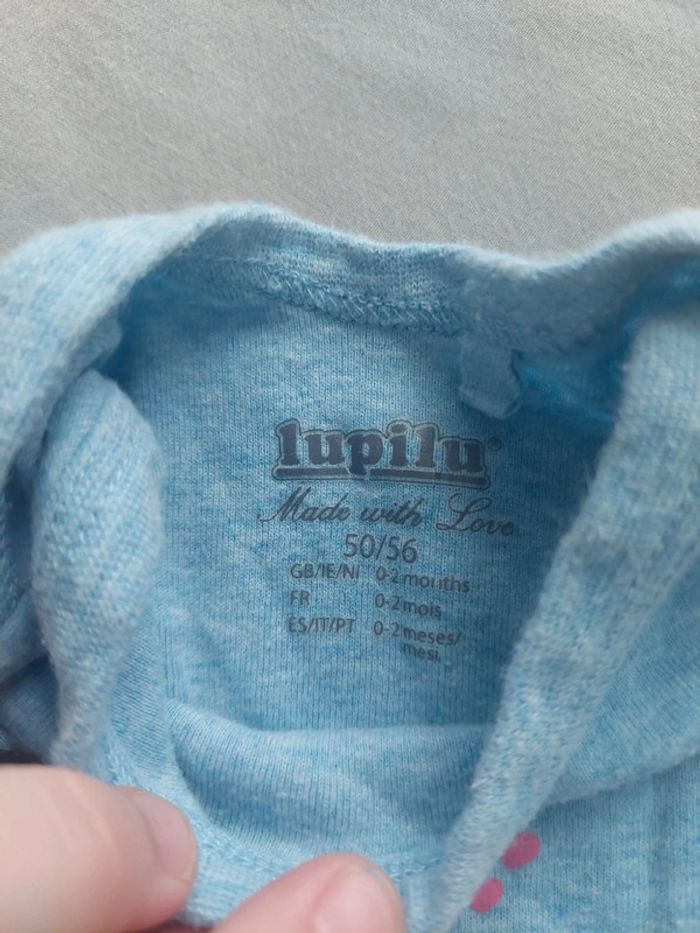 lupilu®
Made with Love
50/56
GB/IE/NI 0-2 months
FR 0-2 mois
ES/IT/PT 0-2 meses/
mesi